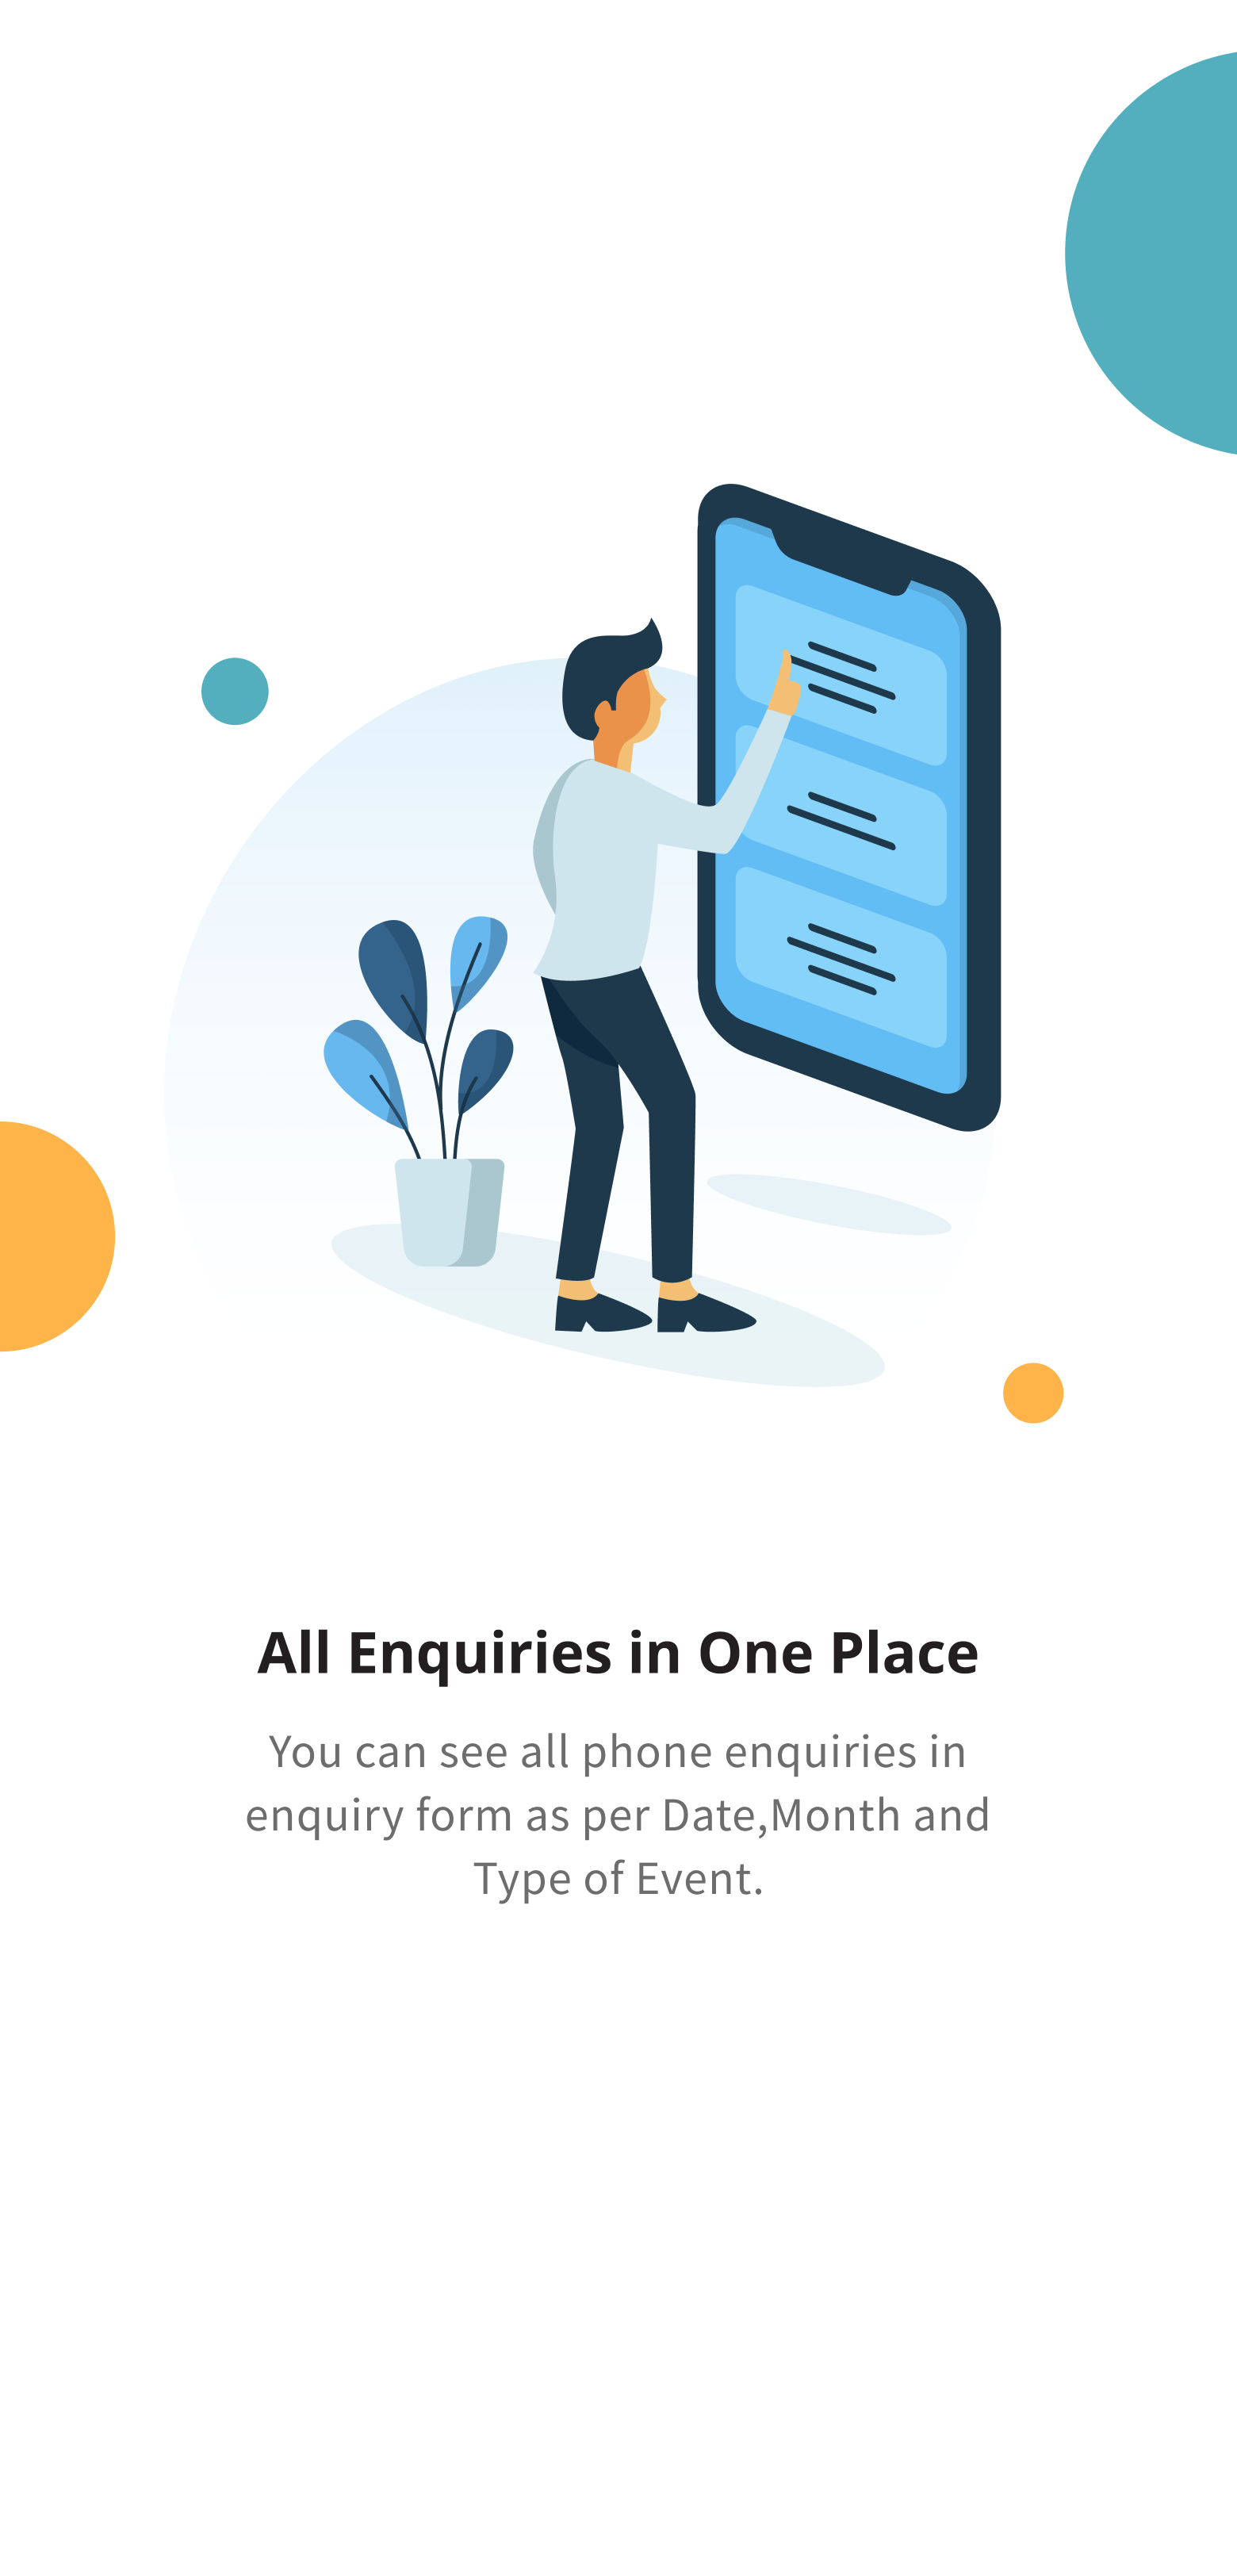 All Enquiries in One Place
You can see all phone enquiries in
enquiry form as per Date,Month and
Type of Event.